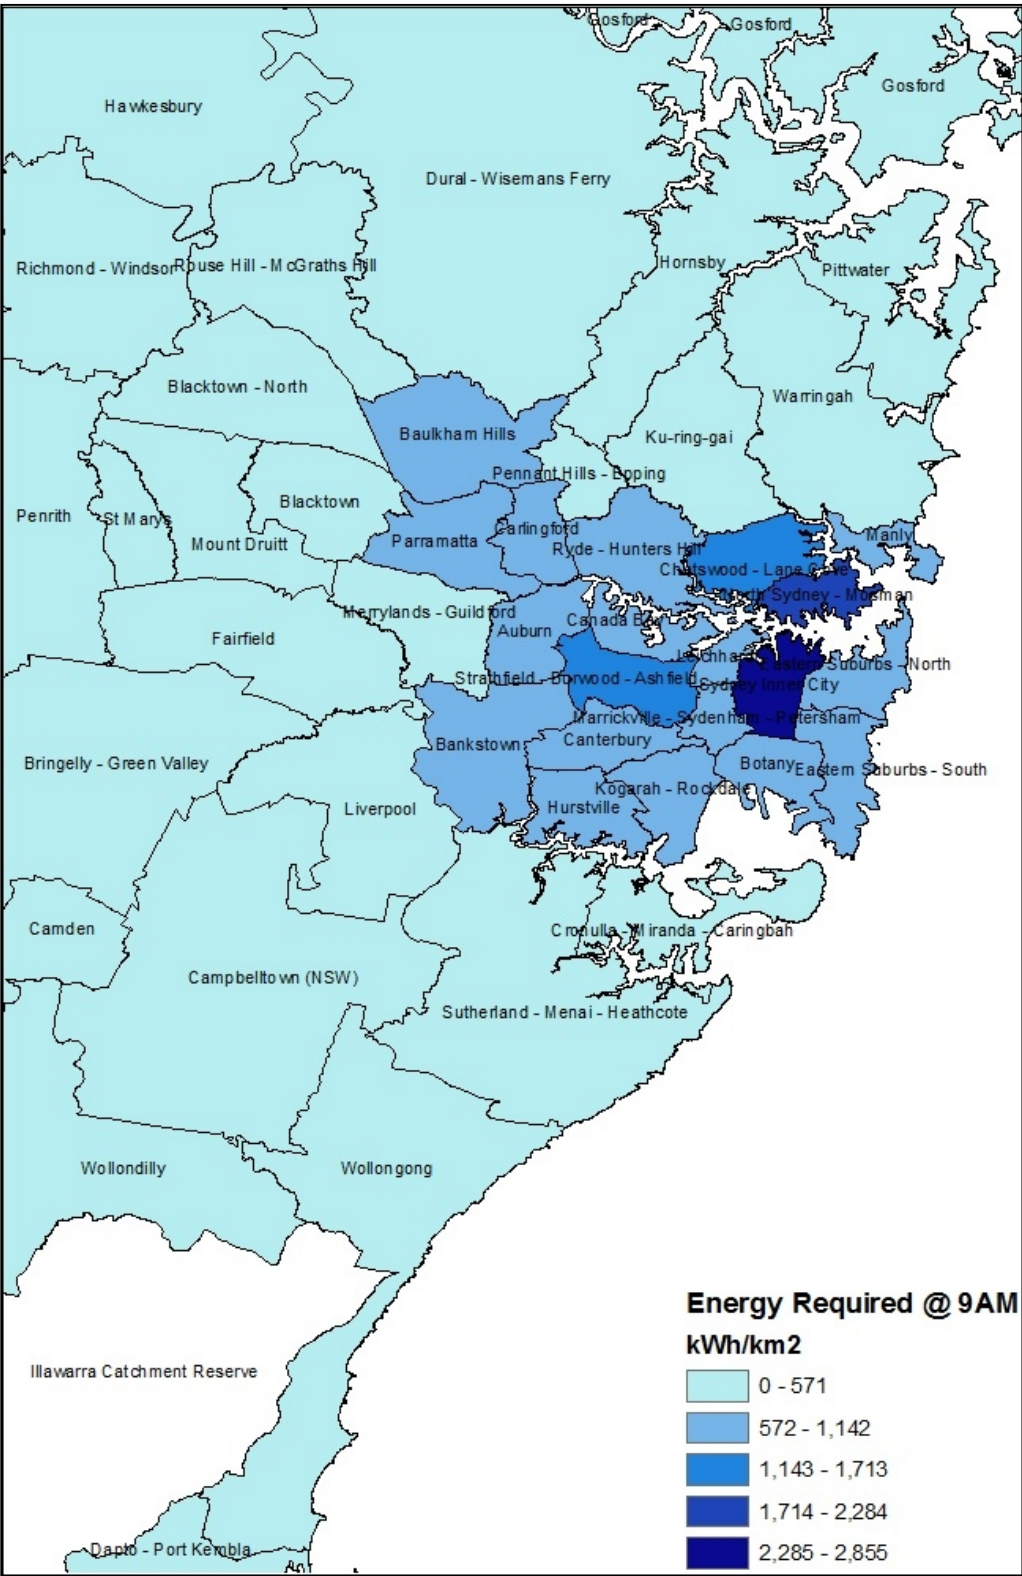 Gosford
Gosford
Gosford
Hawkesbury
Dural - Wisemans Ferry
Richmond - Windsor
Rouse Hill - McGraths Hill
Hornsby
Pittwater
Blacktown - North
Warringah
Baulkham Hills
Ku-ring-gai
Pennant Hills - Epping
Blacktown
Penrith
St Marys
Mount Druitt
Parramatta
Carlingford
Ryde - Hunters Hill
Manly
Chatswood - Lane Cove
North Sydney - Mosman
Merrylands - Guildford
Canada Bay
Auburn
Fairfield
Leichhardt
Eastern Suburbs - North
Strathfield - Burwood - Ashfield
Sydney Inner City
Marrickville - Sydenham - Petersham
Bankstown
Canterbury
Bringelly - Green Valley
Botany
Eastern Suburbs - South
Kogarah - Rockdale
Hurstville
Liverpool
Camden
Cronulla - Miranda - Caringbah
Campbelltown (NSW)
Sutherland - Menai - Heathcote
Wollondilly
Wollongong
Illawarra Catchment Reserve
Dapto - Port Kembla
Energy Required @ 9AM
kWh/km2
0 - 571
572 - 1,142
1,143 - 1,713
1,714 - 2,284
2,285 - 2,855